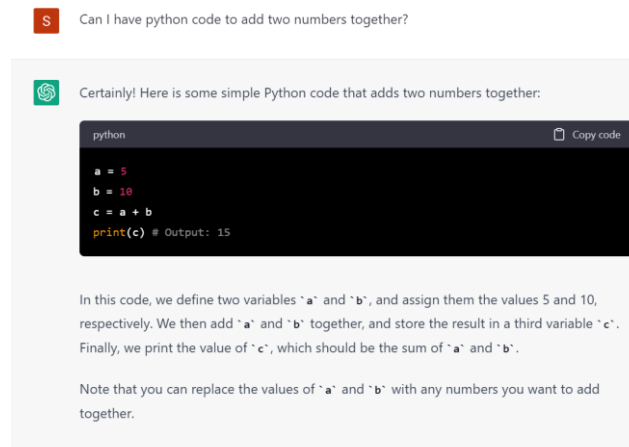 S
Can I have python code to add two numbers together?
Certainly! Here is some simple Python code that adds two numbers together:
python
Copy code
a = 5
b = 10
c = a + b
print(c) # Output: 15
In this code, we define two variables `a` and `b`, and assign them the values 5 and 10,
respectively. We then add `a` and `b` together, and store the result in a third variable `c`.
Finally, we print the value of `c`, which should be the sum of `a` and `b`.
Note that you can replace the values of `a` and `b` with any numbers you want to add
together.